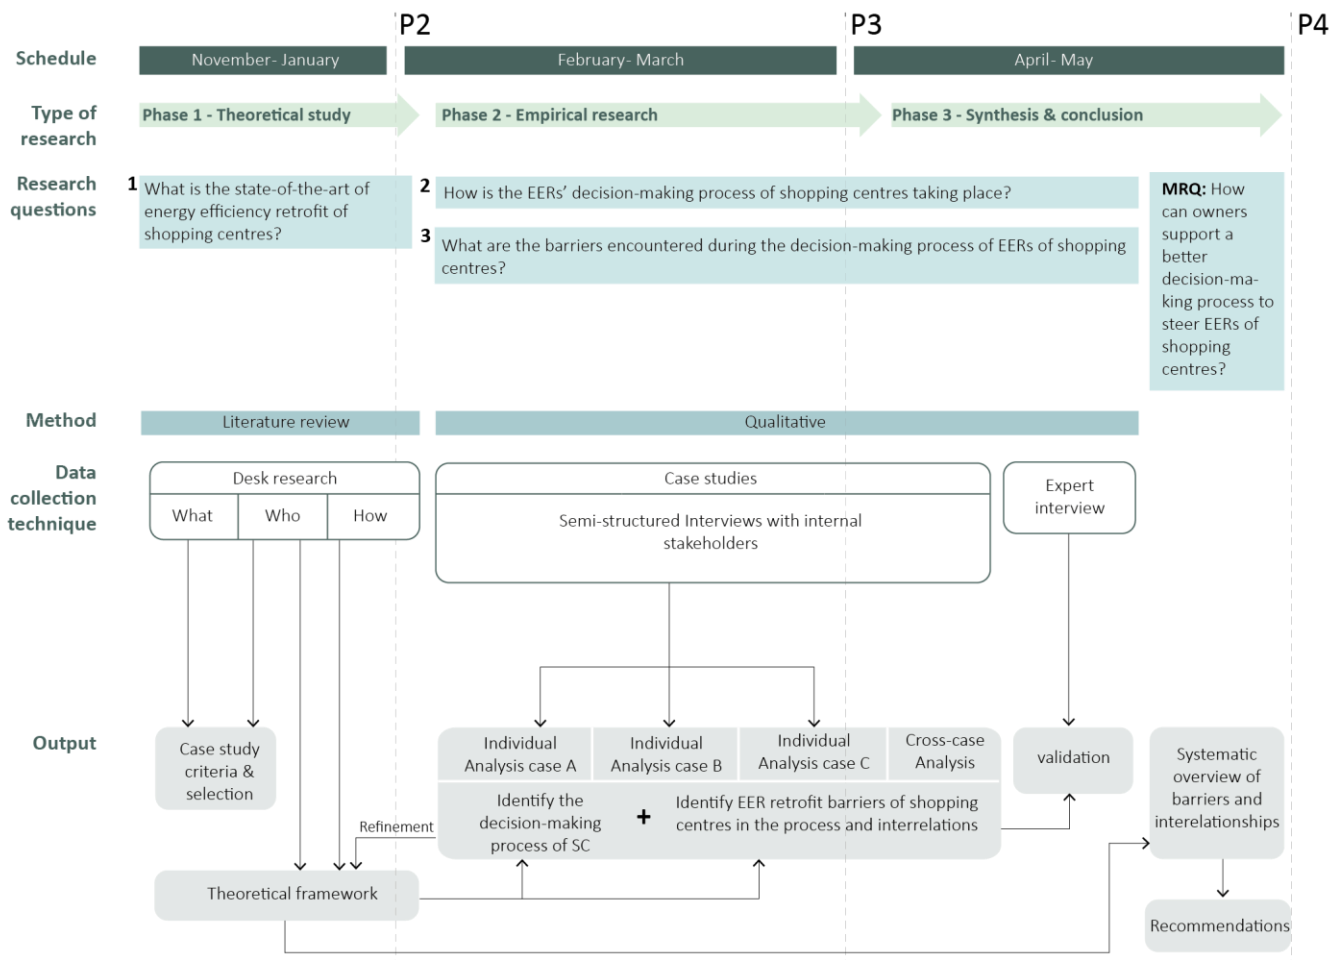 P2
P3
P4
Schedule
November- January
February- March
April- May
Type of
research
Phase 1 - Theoretical study
Phase 2 - Empirical research
Phase 3 - Synthesis & conclusion
Research
questions
1
What is the state-of-the-art of
energy efficiency retrofit of
shopping centres?
2
How is the EERs’ decision-making process of shopping centres taking place?
3
What are the barriers encountered during the decision-making process of EERs of shopping
centres?
MRQ: How
can owners
support a
better
decision-ma-
king process to
steer EERs of
shopping
centres?
Method
Literature review
Qualitative
Data
collection
technique
Desk research
What
Who
How
Case studies
Semi-structured Interviews with internal
stakeholders
Expert
interview
Output
Case study
criteria &
selection
Individual
Analysis case A
Individual
Analysis case B
Individual
Analysis case C
Cross-case
Analysis
Identify the
decision-making
process of SC
+
Identify EER retrofit barriers of shopping
centres in the process and interrelations
validation
Systematic
overview of
barriers and
interelationships
Refinement
Theoretical framework
Recommendations